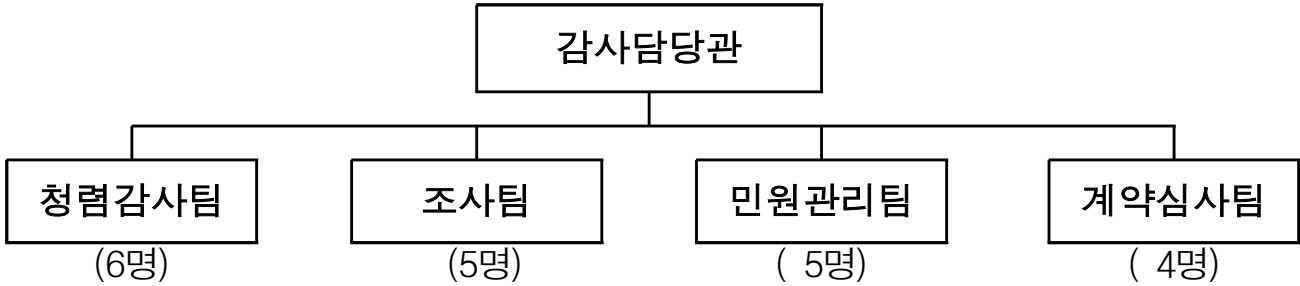 감사담당관
청렴감사팀 조사팀 민원관리팀 계약심사팀
(6명) (5명) ( 5명) ( 4명)